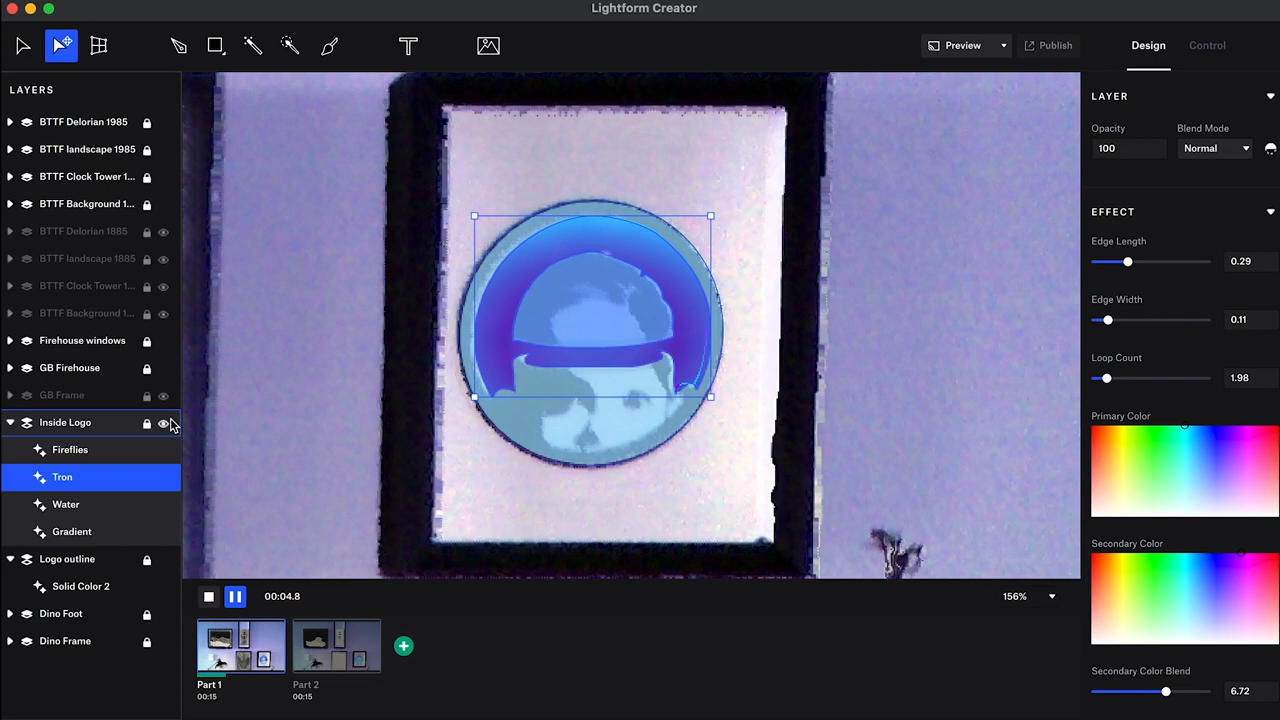 Lightform Creator
Preview
Publish
Design
Control
LAYERS
BTTF Delorian 1985
BTTF landscape 1985
BTTF Clock Tower 1...
BTTF Background 1...
BTTF Delorian 1885
BTTF landscape 1885
BTTF Clock Tower 1...
BTTF Background 1...
Firehouse windows
GB Firehouse
GB Frame
Inside Logo
Fireflies
Tron
Water
Gradient
Logo outline
Solid Color 2
Dino Foot
Dino Frame
00:04.8
156%
Part 1
00:15
Part 2
00:15
LAYER
Opacity
Blend Mode
100
Normal
EFFECT
Edge Length
0.29
Edge Width
0.11
Loop Count
1.98
Primary Color
Secondary Color
Secondary Color Blend
6.72